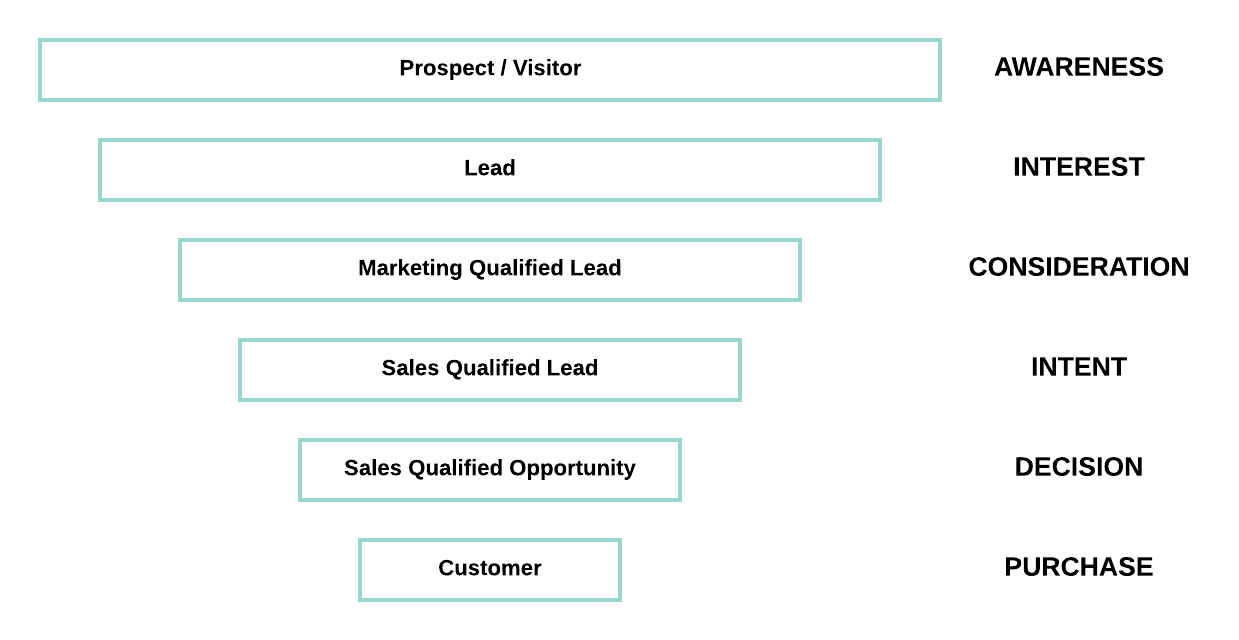 Prospect / Visitor
AWARENESS
Lead
INTEREST
Marketing Qualified Lead
CONSIDERATION
Sales Qualified Lead
INTENT
Sales Qualified Opportunity
DECISION
Customer
PURCHASE